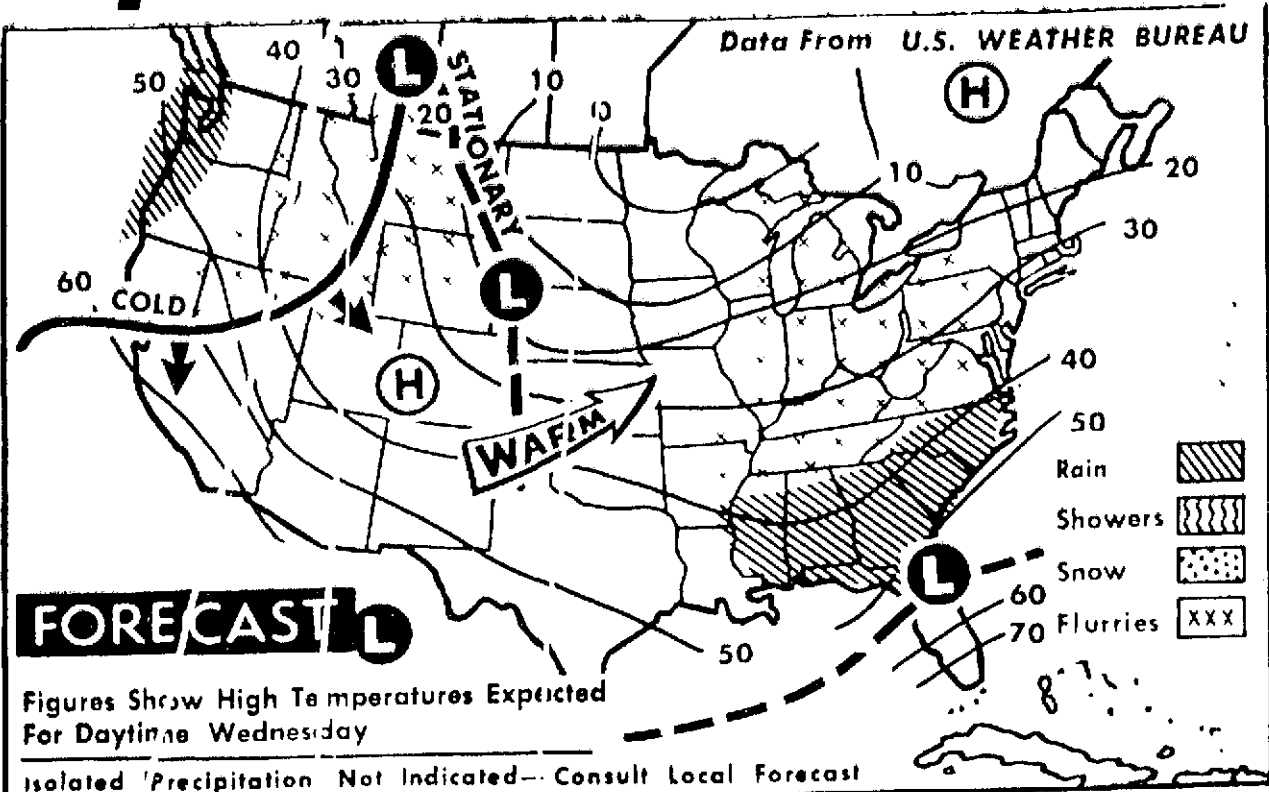 Data From U.S. WEATHER BUREAU
50
40
30
L
STATIONARY
20
10
0
H
10
20
30
60
COLD
L
H
WARM
40
50
Rain
Showers
Snow
Flurries
xxx
L
60
70
50
FORECAST
L
Figures Show High Temperatures Expected
For Daytime Wednesday
Isolated Precipitation Not Indicated— Consult Local Forecast